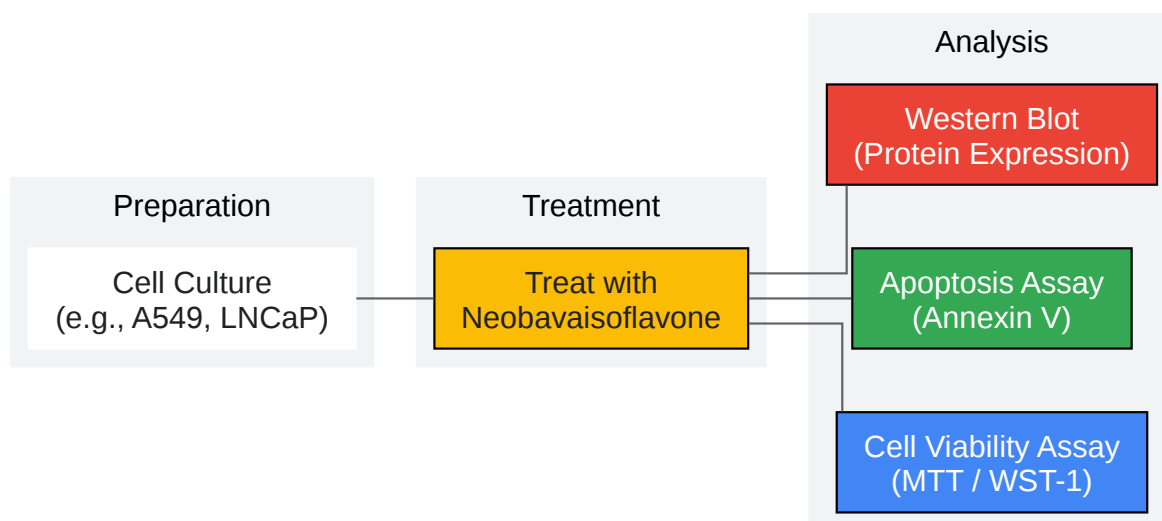 Preparation
Cell Culture
(e.g., A549, LNCaP)
Treatment
Treat with
Neobavaisoflavone
Analysis
Western Blot
(Protein Expression)
Apoptosis Assay
(Annexin V)
Cell Viability Assay
(MTT / WST-1)